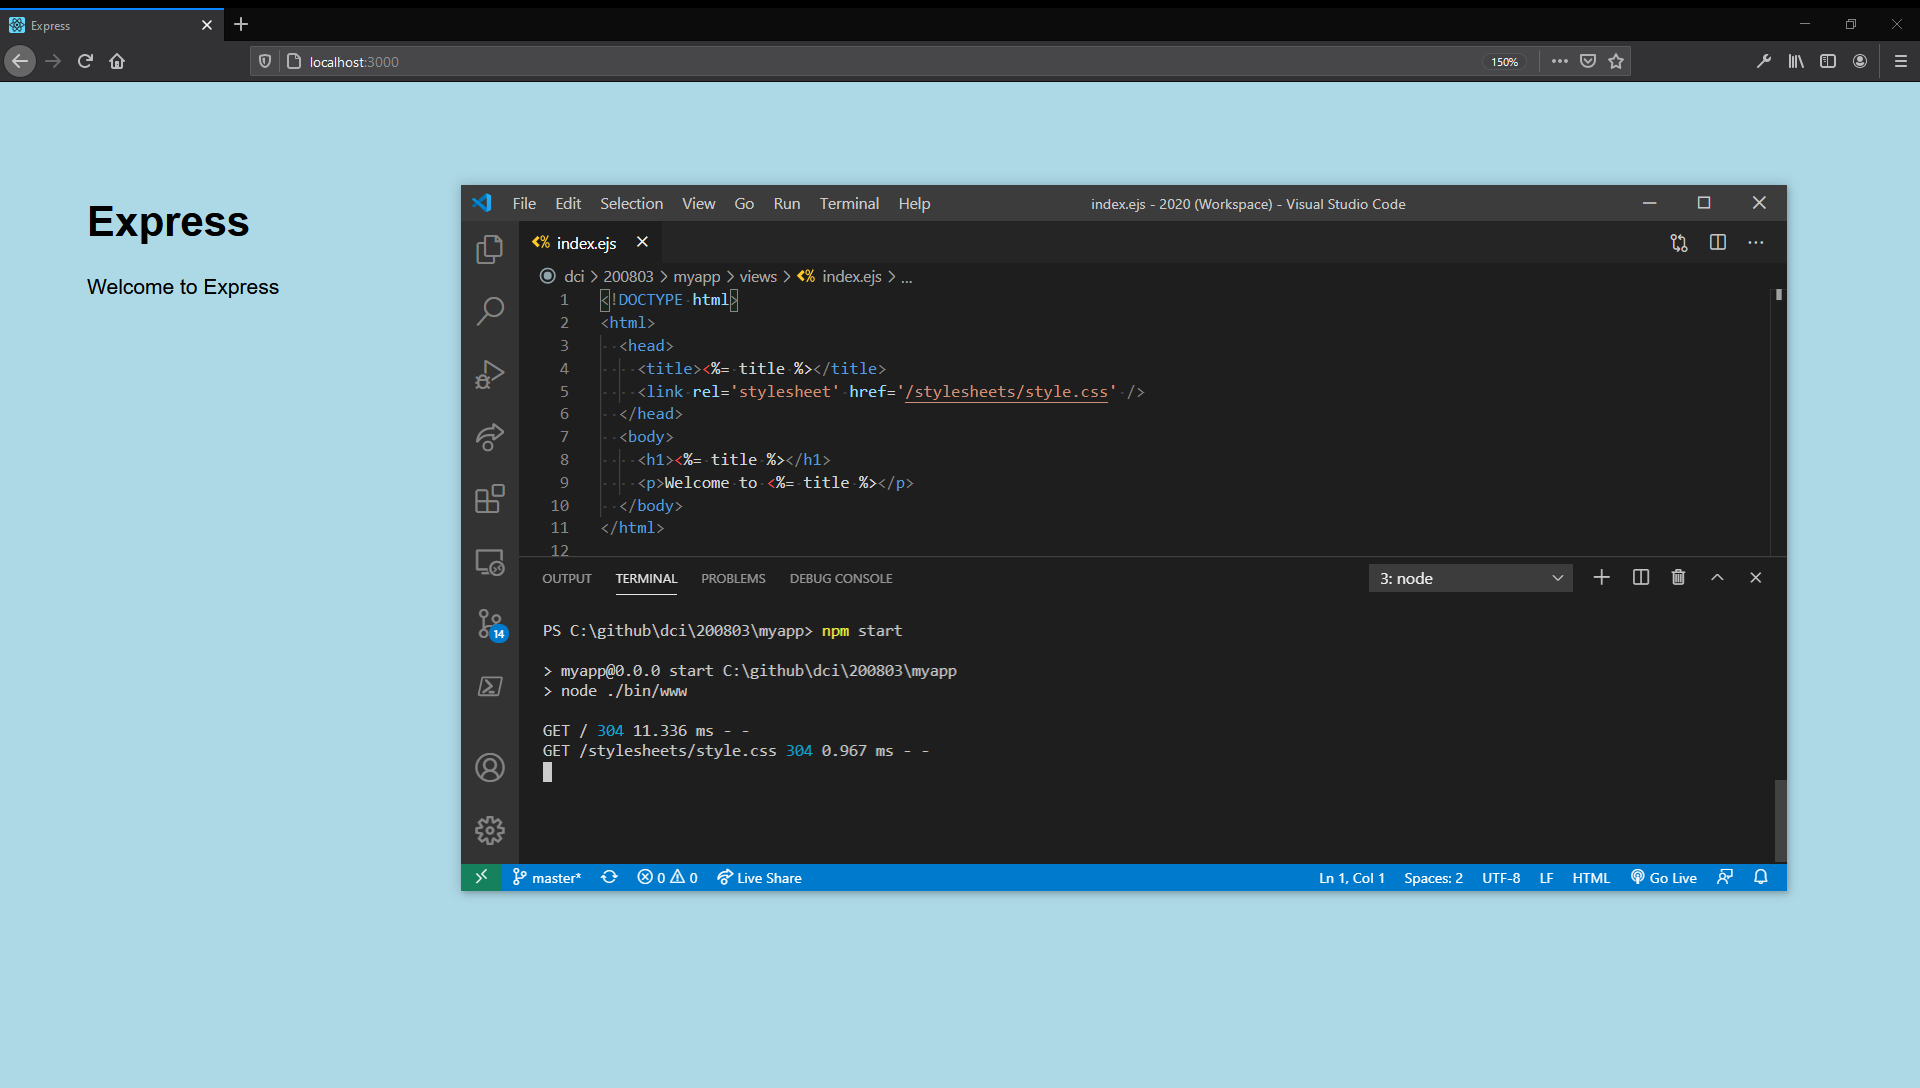 Express
localhost:3000
150%
Express
Welcome to Express
File Edit Selection View Go Run Terminal Help
index.ejs - 2020 (Workspace) - Visual Studio Code
<% index.ejs
dci > 200803 > myapp > views > <% index.ejs > ...
1 <!DOCTYPE html>
2 <html>
3 <head>
4 <title><%= title %></title>
5 <link rel='stylesheet' href='/stylesheets/style.css' />
6 </head>
7 <body>
8 <h1><%= title %></h1>
9 <p>Welcome to <%= title %></p>
10 </body>
11 </html>
12
OUTPUT TERMINAL PROBLEMS DEBUG CONSOLE
3: node
PS C:\github\dci\200803\myapp> npm start
> myapp@0.0.0 start C:\github\dci\200803\myapp
> node ./bin/www
GET / 304 11.336 ms - -
GET /stylesheets/style.css 304 0.967 ms - -
14
master* 0 0 Live Share
Ln 1, Col 1 Spaces: 2 UTF-8 LF HTML Go Live